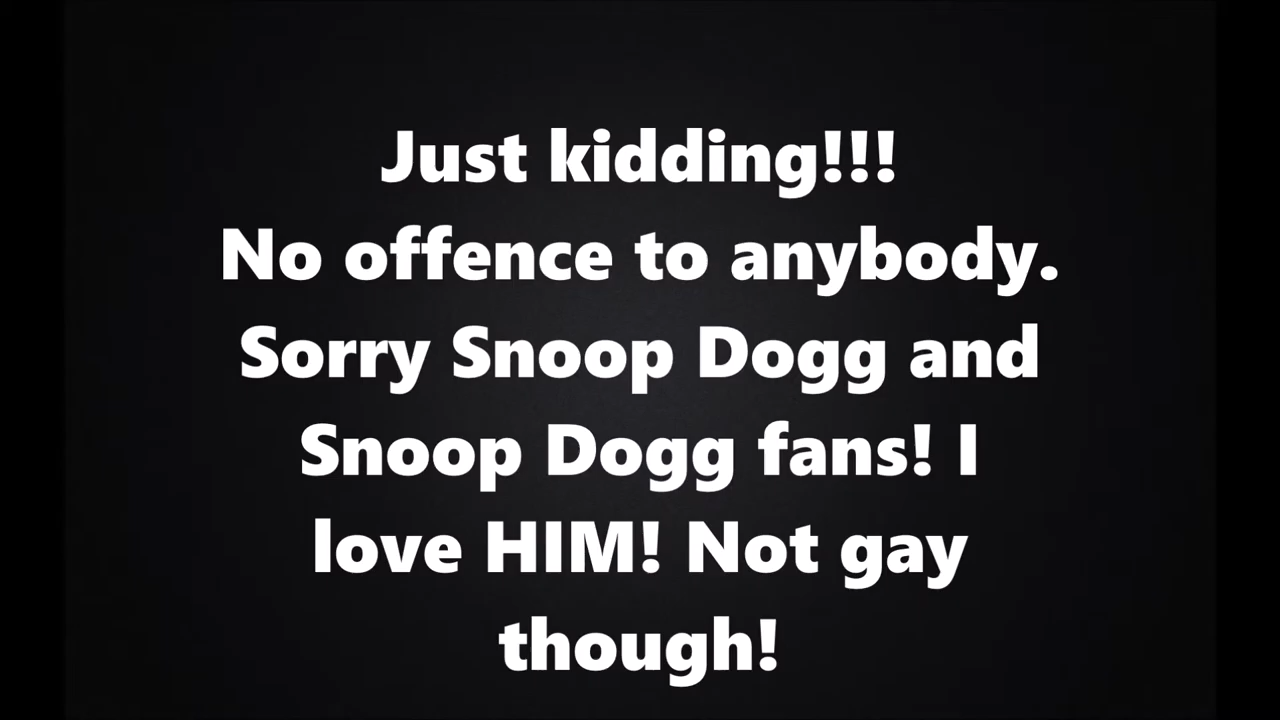 Just kidding!!!
No offence to anybody.
Sorry Snoop Dogg and
Snoop Dogg fans! I
love HIM! Not gay
though!